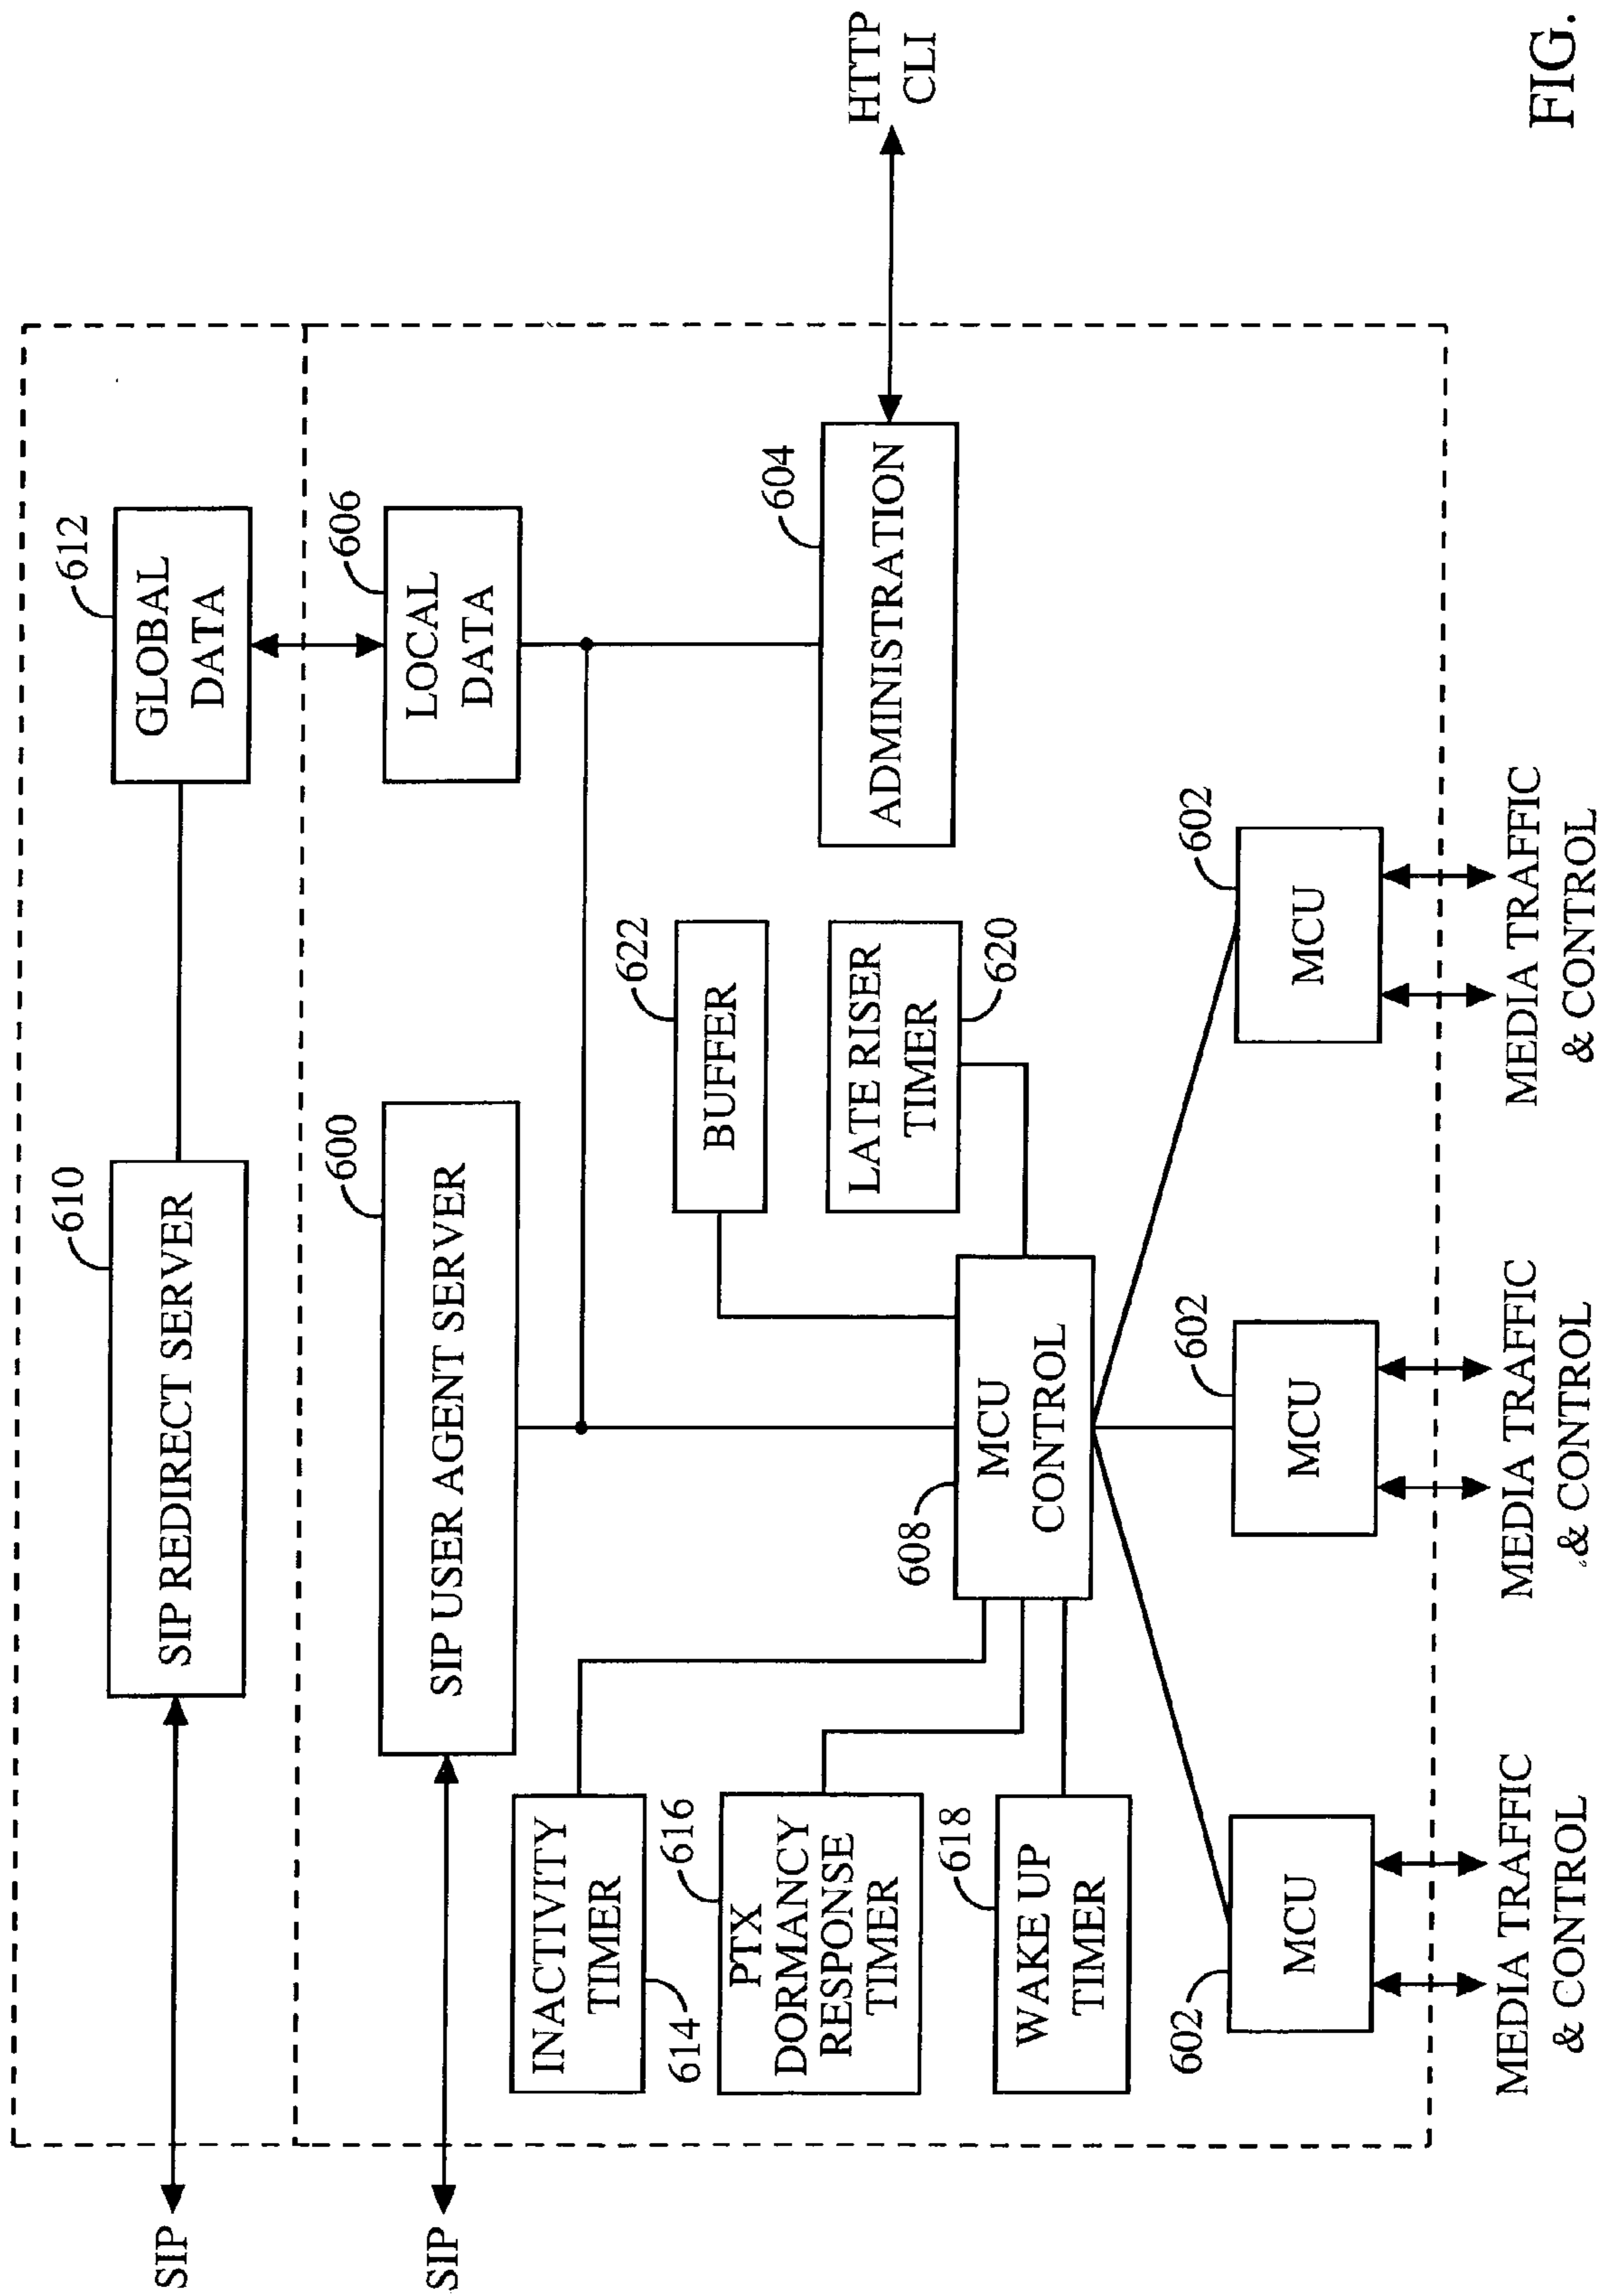 SIP
610
SIP REDIRECT SERVER
612
GLOBAL
DATA
SIP
600
SIP USER AGENT SERVER
606
LOCAL
DATA
INACTIVITY
TIMER
614
616
PTX
DORMANCY
RESPONSE
TIMER
618
WAKE UP
TIMER
622
BUFFER
LATE RISER
TIMER
620
604
ADMINISTRATION
HTTP
CLI
608
MCU
CONTROL
602
MCU
602
MCU
602
MCU
MEDIA TRAFFIC
& CONTROL
MEDIA TRAFFIC
& CONTROL
MEDIA TRAFFIC
& CONTROL
FIG.